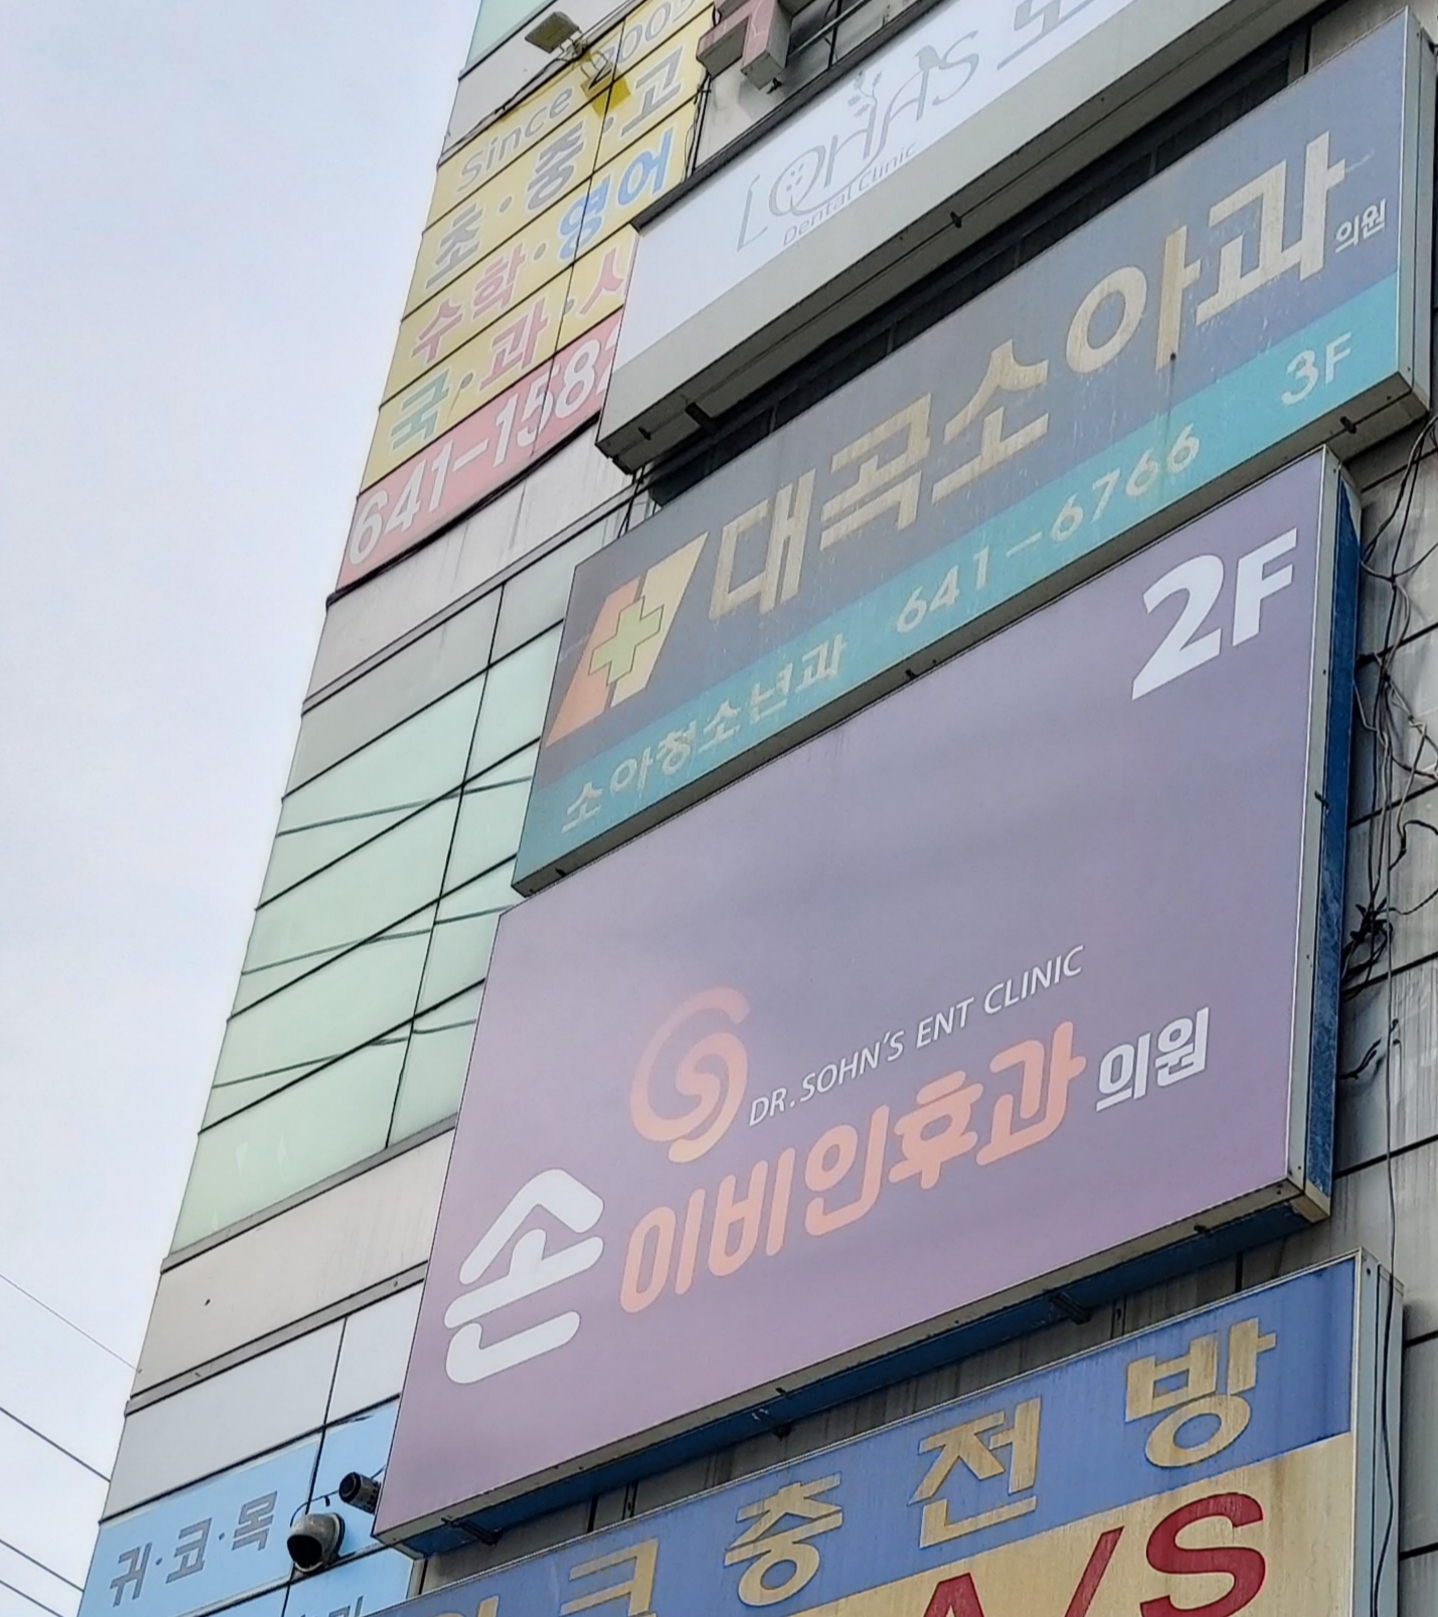 Since 2005
초·중·고
수학·영어
국·과·사
641-158
LOHAS
Dental Clinic
대곡소아과 의원
소아청소년과 641-6766 3F
2F
DR. SOHN'S ENT CLINIC
손 이비인후과 의원
잉크충전방
A/S
귀·코·목